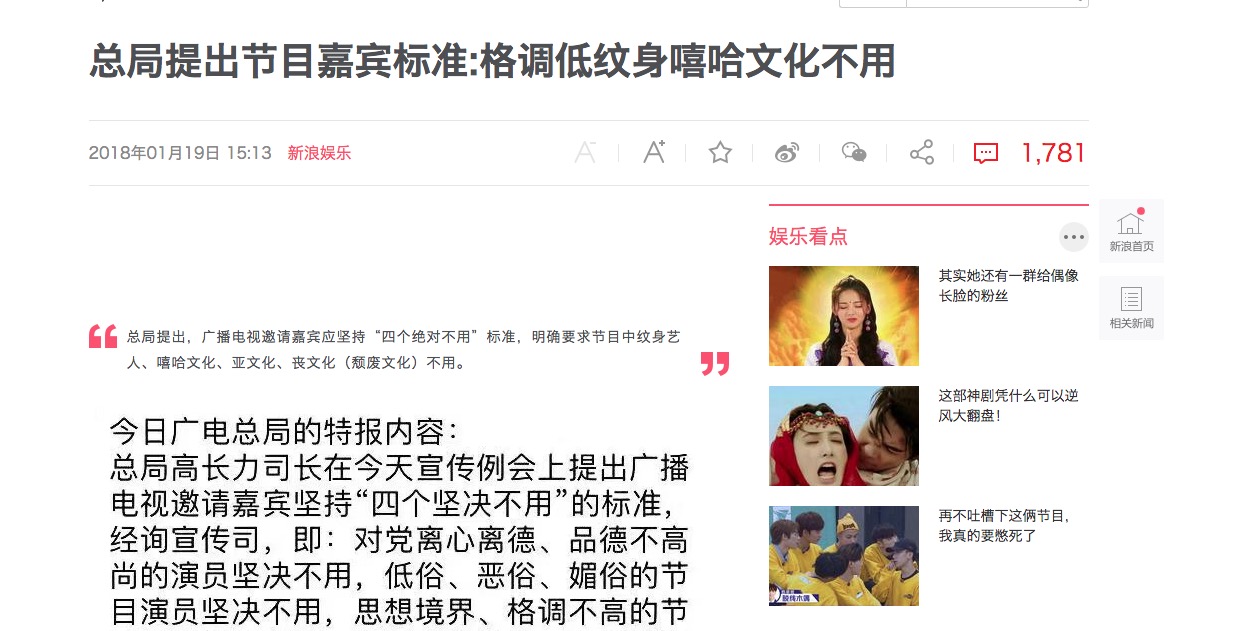 总局提出节目嘉宾标准:格调低纹身嘻哈文化不用
2018年01月19日 15:13 新浪娱乐
A- A+ 1,781
总局提出,广播电视邀请嘉宾应坚持“四个绝对不用”标准,明确要求节目中纹身艺
人、嘻哈文化、亚文化、丧文化(颓废文化)不用。
今日广电总局的特报内容:
总局高长力司长在今天宣传例会上提出广播
电视邀请嘉宾坚持“四个坚决不用”的标准,
经询宣传司,即:对党离心离德、品德不高
尚的演员坚决不用,低俗、恶俗、媚俗的节
目演员坚决不用,思想境界、格调不高的节
娱乐看点
其实她还有一群给偶像
长脸的粉丝
这部神剧凭什么可以逆
风大翻盘!
再不吐槽下这俩节目,
我真的要憋死了
新浪首页
相关新闻